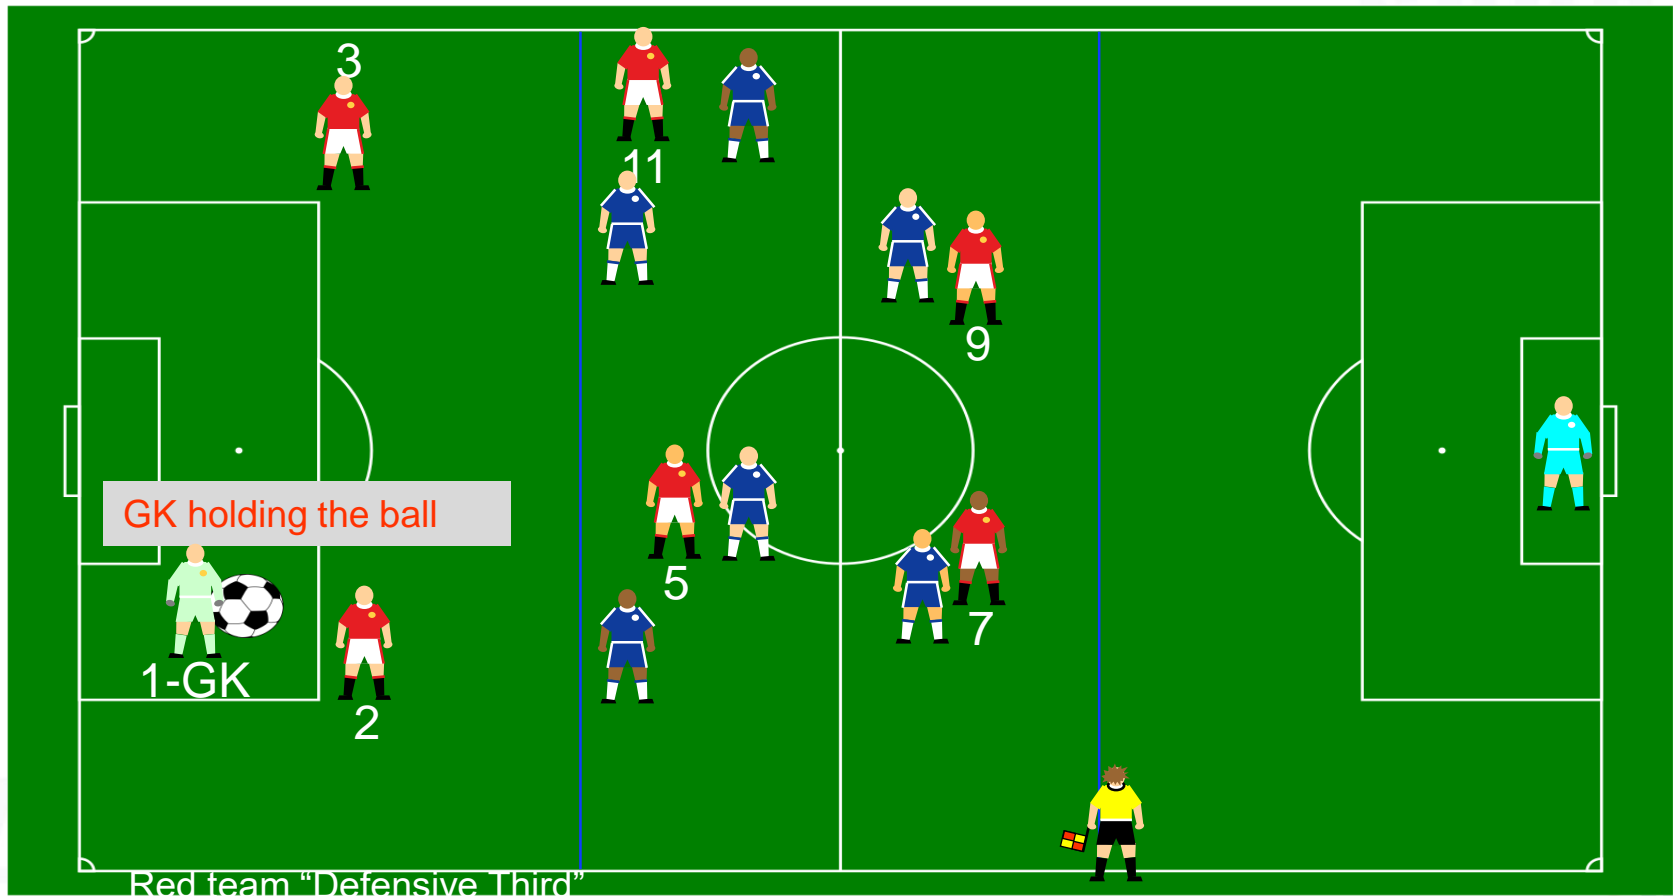 3
11
9
GK holding the ball
5
7
1-GK
2
Red team “Defensive Third”